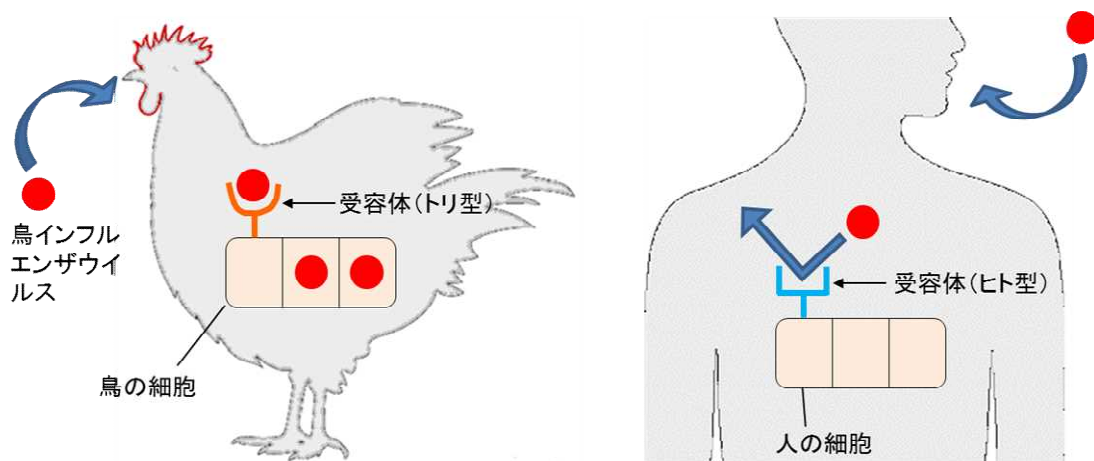 受容体（トリ型）
鳥インフル
エンザウイ
ルス
鳥の細胞
受容体（ヒト型）
人の細胞